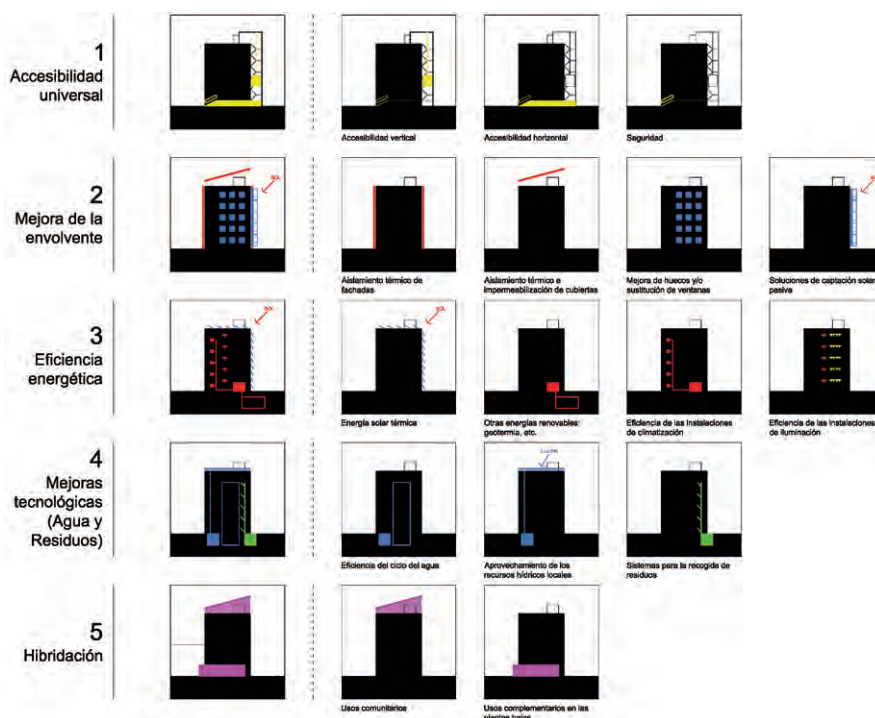 1
Accesibilidad
universal
Accesibilidad vertical
Accesibilidad horizontal
Seguridad
2
Mejora de la
envolvente
SOL
Aislamiento térmico de
fachadas
Aislamiento térmico e
impermeabilización de cubiertas
Mejora de huecos y/o
sustitución de ventanas
Soluciones de captación solar
pasiva
3
Eficiencia
energética
SOL
SOL
Energía solar térmica
Otras energías renovables:
geotermia, etc.
Eficiencia de las instalaciones
de climatización
Eficiencia de las instalaciones
de iluminación
4
Mejoras
tecnológicas
(Agua y
Residuos)
Eficiencia del ciclo del agua
LLUVIA
Aprovechamiento de los
recursos hídricos locales
Sistemas para la recogida de
residuos
5
Hibridación
Usos comunitarios
Usos complementarios en las
plantas bajas